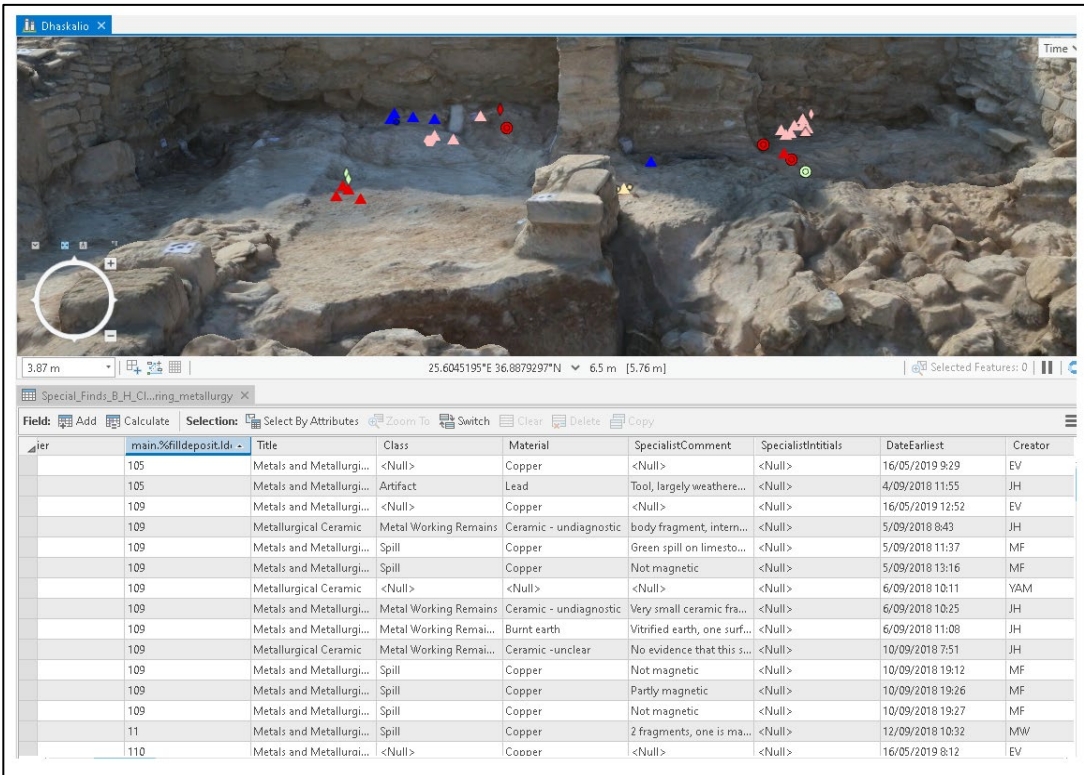 Dhaskalio
Time
3.87 m 25.6045195°E 36.8879297°N 6.5 m [5.76 m] Selected Features: 0
Special_Finds_B_H_Cl...ring_metallurgy
Field: Add Calculate Selection: Select By Attributes Zoom To Switch Clear Delete Copy
ier main.%filldeposit.Id Title Class Material SpecialistComment SpecialistIntitials DateEarliest Creator
105 Metals and Metallurgi... <Null> Copper <Null> <Null> 16/05/2019 9:29 EV
105 Metals and Metallurgi... Artifact Lead Tool, largely weathere... <Null> 4/09/2018 11:55 JH
109 Metals and Metallurgi... <Null> Copper <Null> <Null> 16/05/2019 12:52 EV
109 Metallurgical Ceramic Metal Working Remains Ceramic - undiagnostic body fragment, intern... <Null> 5/09/2018 8:43 JH
109 Metals and Metallurgi... Spill Copper Green spill on limesto... <Null> 5/09/2018 11:37 MF
109 Metals and Metallurgi... Spill Copper Not magnetic <Null> 5/09/2018 13:16 MF
109 Metallurgical Ceramic <Null> <Null> <Null> <Null> 6/09/2018 10:11 YAM
109 Metals and Metallurgi... Metal Working Remains Ceramic - undiagnostic Very small ceramic fra... <Null> 6/09/2018 10:25 JH
109 Metals and Metallurgi... Metal Working Remai... Burnt earth Vitrified earth, one surf... <Null> 6/09/2018 11:08 JH
109 Metallurgical Ceramic Metal Working Remai... Ceramic -unclear No evidence that this s... <Null> 10/09/2018 7:51 JH
109 Metals and Metallurgi... Spill Copper Not magnetic <Null> 10/09/2018 19:12 MF
109 Metals and Metallurgi... Spill Copper Partly magnetic <Null> 10/09/2018 19:26 MF
109 Metals and Metallurgi... Spill Copper Not magnetic <Null> 10/09/2018 19:27 MF
11 Metals and Metallurgi... Spill Copper 2 fragments, one is ma... <Null> 12/09/2018 10:32 MW
110 Metals and Metallurgi... <Null> Copper <Null> <Null> 16/05/2019 8:12 EV